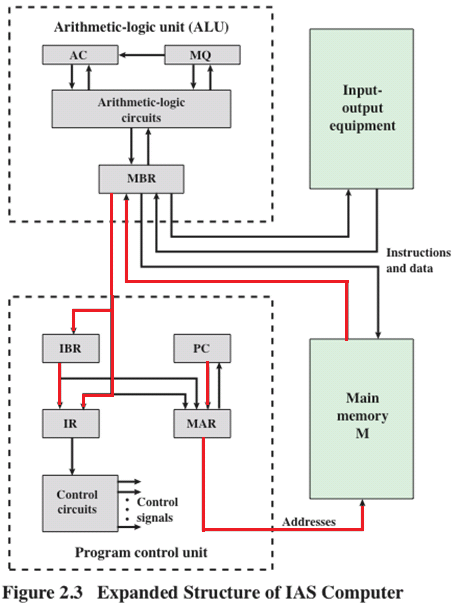 Arithmetic-logic unit (ALU)
AC
MQ
Arithmetic-logic
circuits
MBR
Input-
output
equipment
Instructions
and data
IBR
PC
IR
MAR
Main
memory
M
Control
circuits
Control
signals
Addresses
Program control unit
Figure 2.3 Expanded Structure of IAS Computer